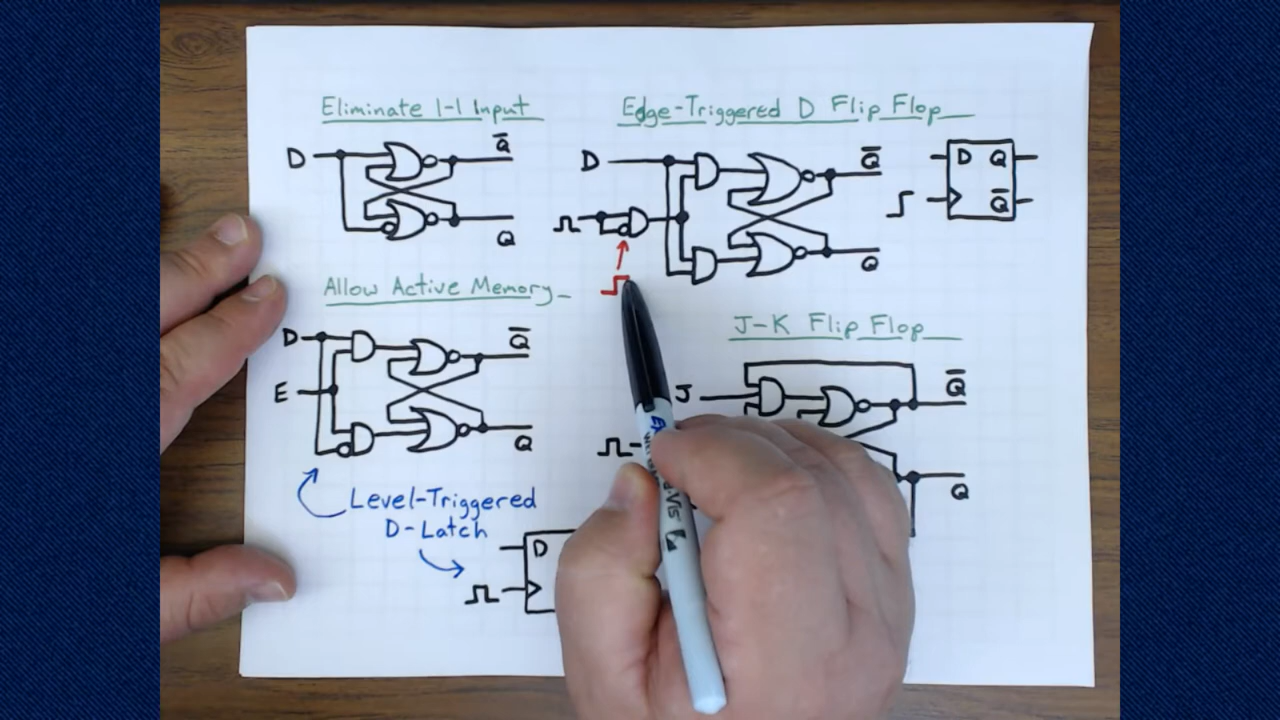 Eliminate 1-1 Input
D
Q̅
Q
Edge-Triggered D Flip Flop
D
Q̅
Q
D Q
Q̅
Allow Active Memory
D
E
Q̅
Q
Level-Triggered
D-Latch
D
J-K Flip Flop
J
Q̅
Q